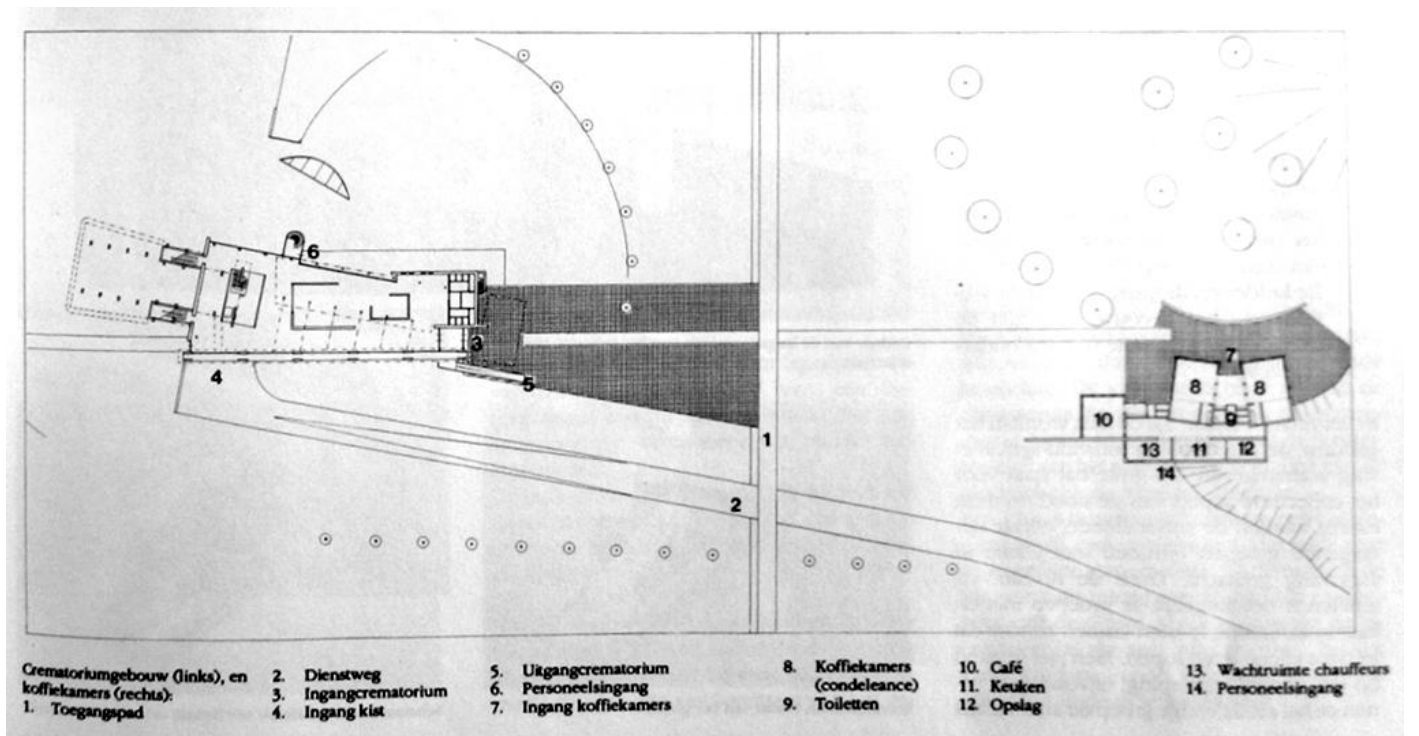 6
3
4
5
7
8
8
9
10
1
13
11
12
14
2
Crematoriumgebouw (links), en
koffiekamers (rechts):
1. Toegangspad
2. Dienstweg
3. Ingangcrematorium
4. Ingang kist
5. Uitgangcrematorium
6. Personeelsingang
7. Ingang koffiekamers
8. Koffiekamers
(condeleance)
9. Toiletten
10. Café
11. Keuken
12. Opslag
13. Wachtruimte chauffeurs
14. Personeelsingang